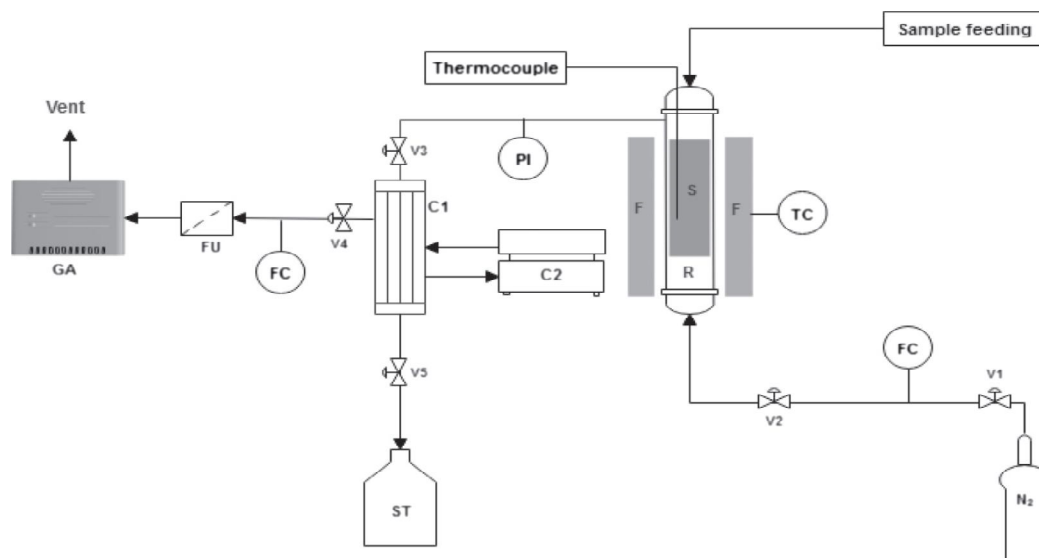 Sample feeding
Thermocouple
Vent
V3
PI
S
F
F
TC
C1
R
V4
FU
FC
GA
C2
FC
V1
V5
V2
ST
N₂